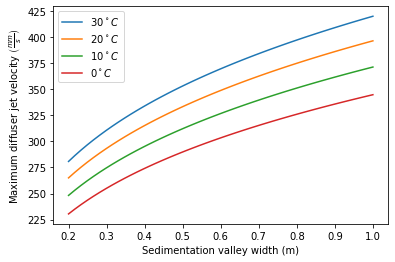 Maximum diffuser jet velocity (mm/s)
425
400
375
350
325
300
275
250
225
30°C
20°C
10°C
0°C
0.2 0.3 0.4 0.5 0.6 0.7 0.8 0.9 1.0
Sedimentation valley width (m)